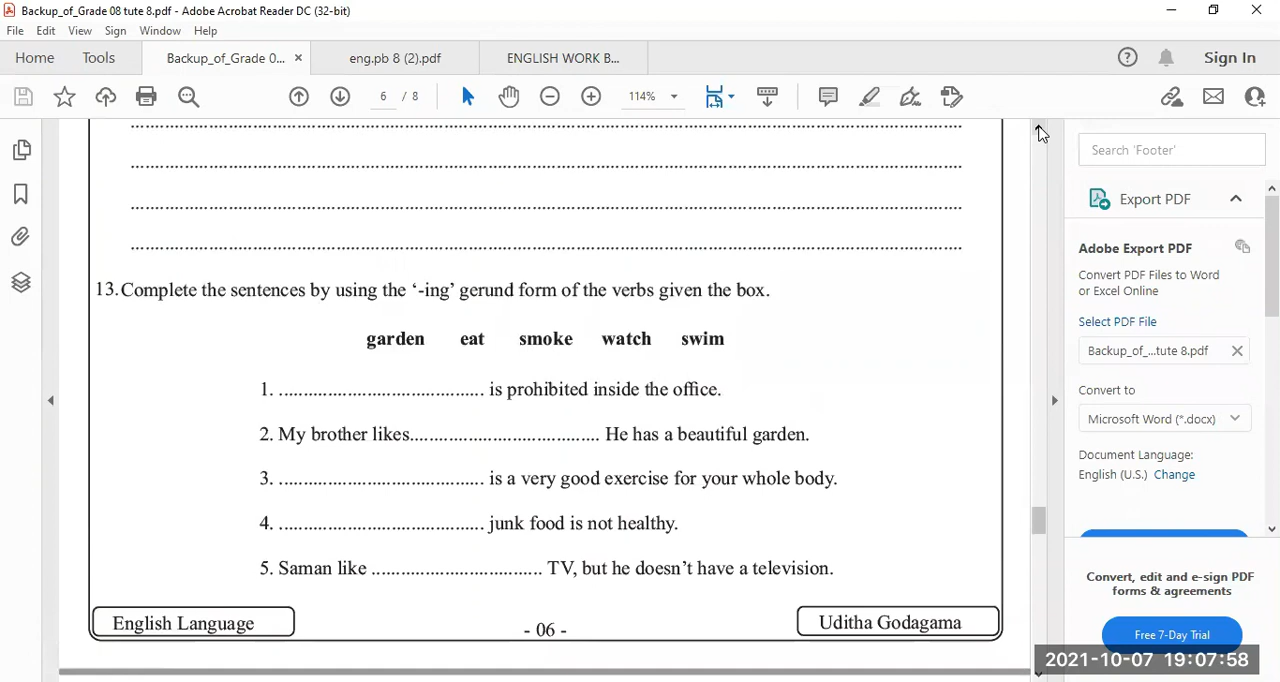 Backup_of_Grade 08 tute 8.pdf - Adobe Acrobat Reader DC (32-bit)
File Edit View Sign Window Help
Home Tools Backup_of_Grade 0... × eng.pb 8 (2).pdf ENGLISH WORK B... Sign In
6 / 8 114%
Search 'Footer'
Export PDF
Adobe Export PDF
Convert PDF Files to Word
or Excel Online
Select PDF File
Backup_of_...tute 8.pdf
Convert to
Microsoft Word (*.docx)
Document Language:
English (U.S.) Change
Convert, edit and e-sign PDF
forms & agreements
Free 7-Day Trial
13. Complete the sentences by using the ‘-ing’ gerund form of the verbs given the box.
garden eat smoke watch swim
1. ........................................ is prohibited inside the office.
2. My brother likes..................................... He has a beautiful garden.
3. ........................................ is a very good exercise for your whole body.
4. ........................................ junk food is not healthy.
5. Saman like ................................. TV, but he doesn’t have a television.
English Language
- 06 -
Uditha Godagama
2021-10-07 19:07:58